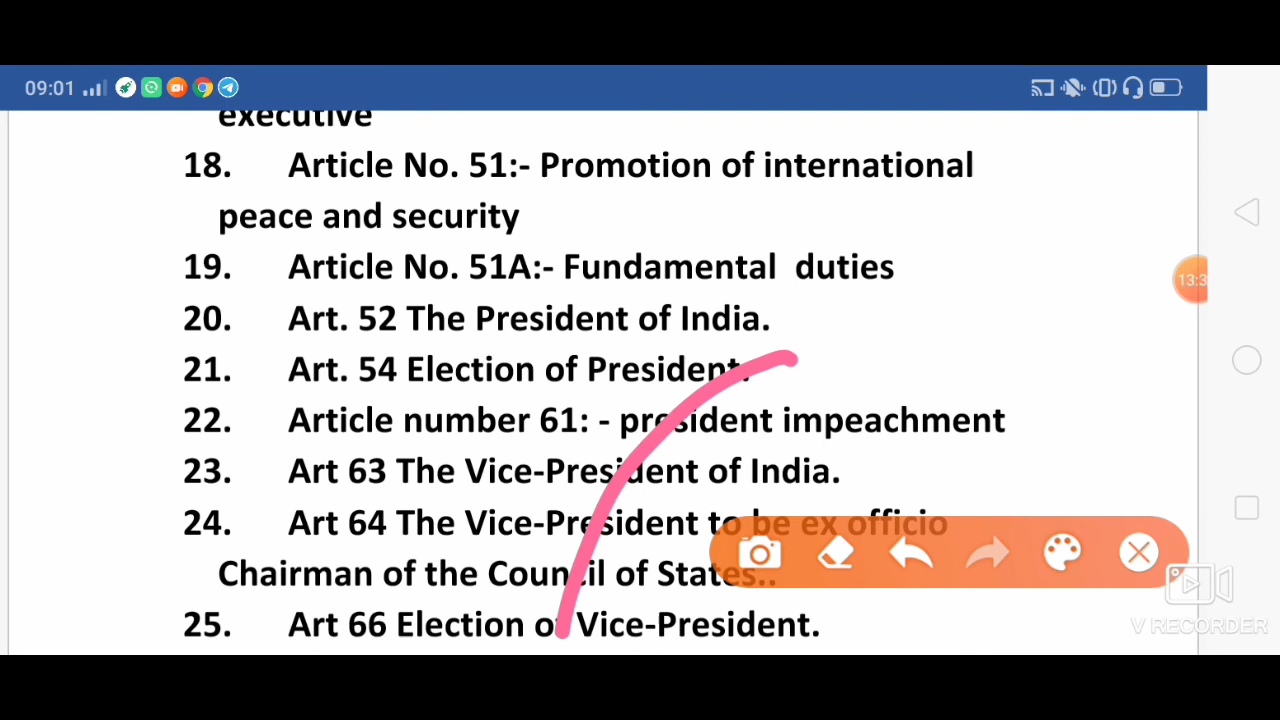 09:01
executive
18. Article No. 51:- Promotion of international
peace and security
19. Article No. 51A:- Fundamental duties
20. Art. 52 The President of India.
21. Art. 54 Election of President.
22. Article number 61: - president impeachment
23. Art 63 The Vice-President of India.
24. Art 64 The Vice-President to be ex officio
Chairman of the Council of States..
25. Art 66 Election of Vice-President.
13:3
V RECORDER